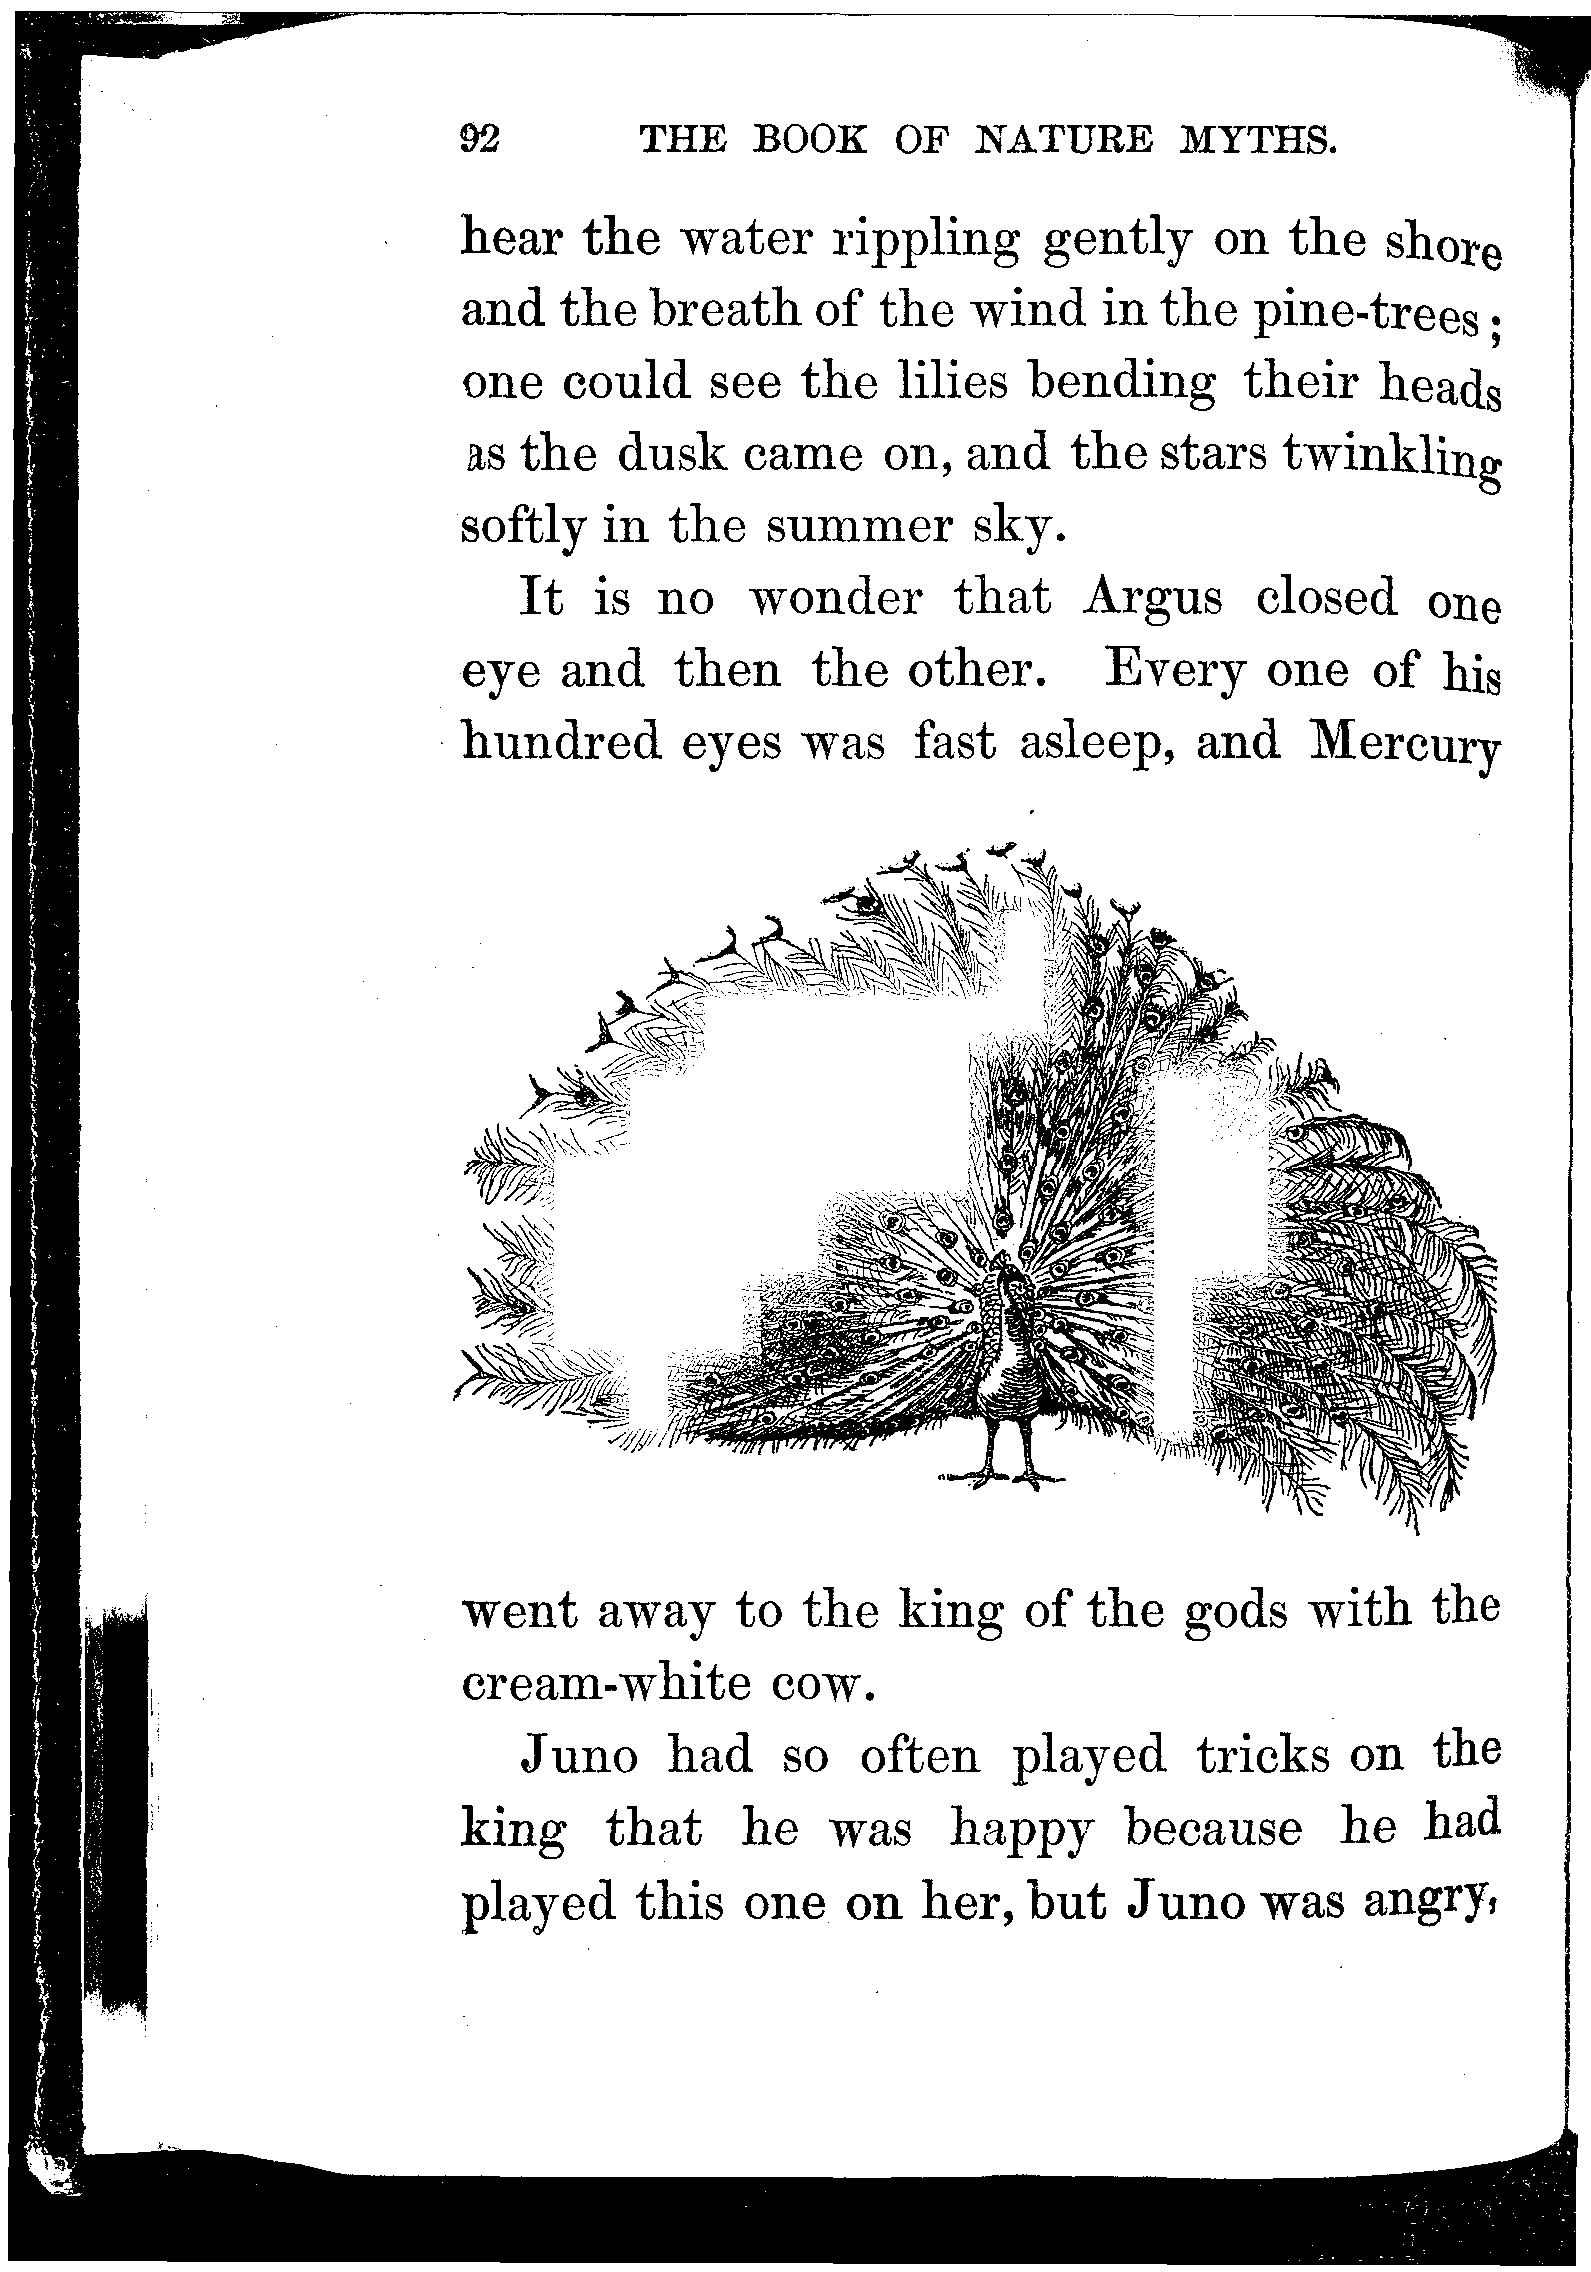 92 THE BOOK OF NATURE MYTHS.
hear the water rippling gently on the shore
and the breath of the wind in the pine-trees;
one could see the lilies bending their heads
as the dusk came on, and the stars twinkling
softly in the summer sky.
It is no wonder that Argus closed one
eye and then the other. Every one of his
hundred eyes was fast asleep, and Mercury
went away to the king of the gods with the
cream-white cow.
Juno had so often played tricks on the
king that he was happy because he had
played this one on her, but Juno was angry,